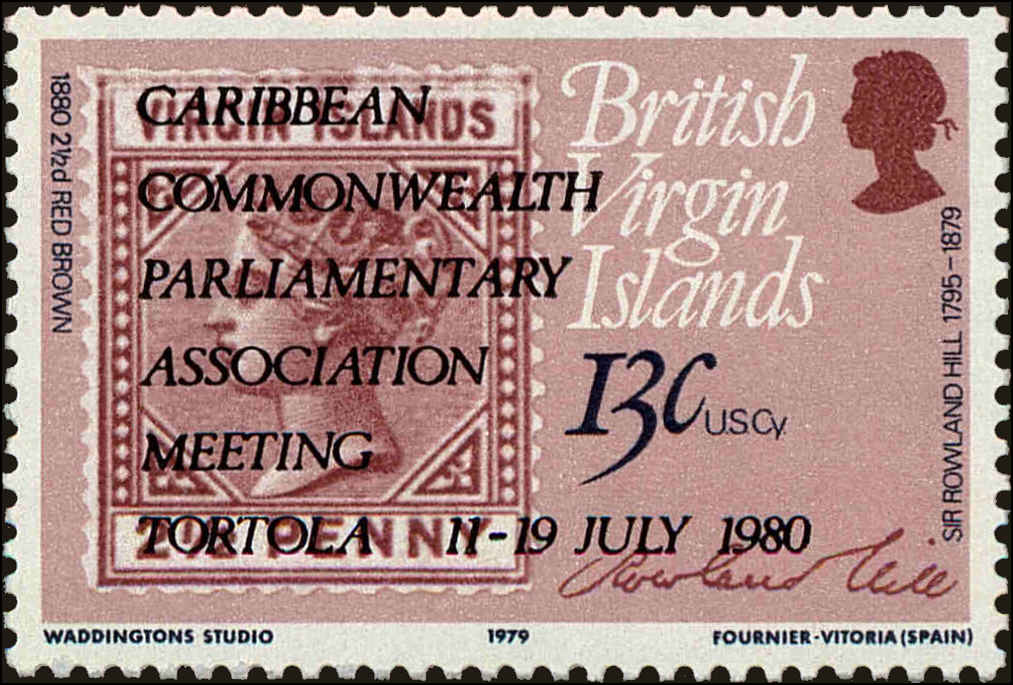 1880 2½d RED BROWN
VIRGIN ISLANDS
CARIBBEAN
COMMONWEALTH
PARLIAMENTARY
ASSOCIATION
MEETING
TORTOLA 11-19 JULY 1980
PENNY
British
Virgin
Islands
13c U.S.Cy.
SIR ROWLAND HILL 1795-1879
Rowland Hill
WADDINGTONS STUDIO 1979 FOURNIER-VITORIA (SPAIN)